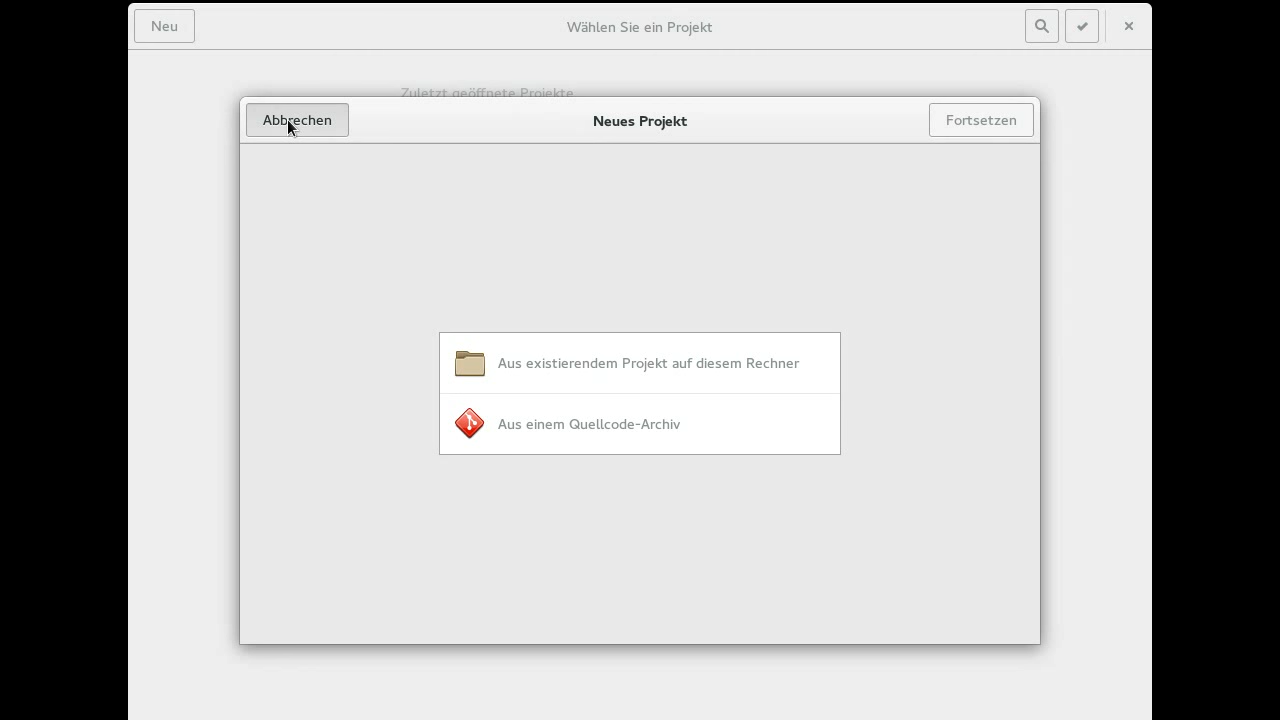 Neu
Wählen Sie ein Projekt
Zuletzt geöffnete Projekte
Abbrechen
Neues Projekt
Fortsetzen
Aus existierendem Projekt auf diesem Rechner
Aus einem Quellcode-Archiv